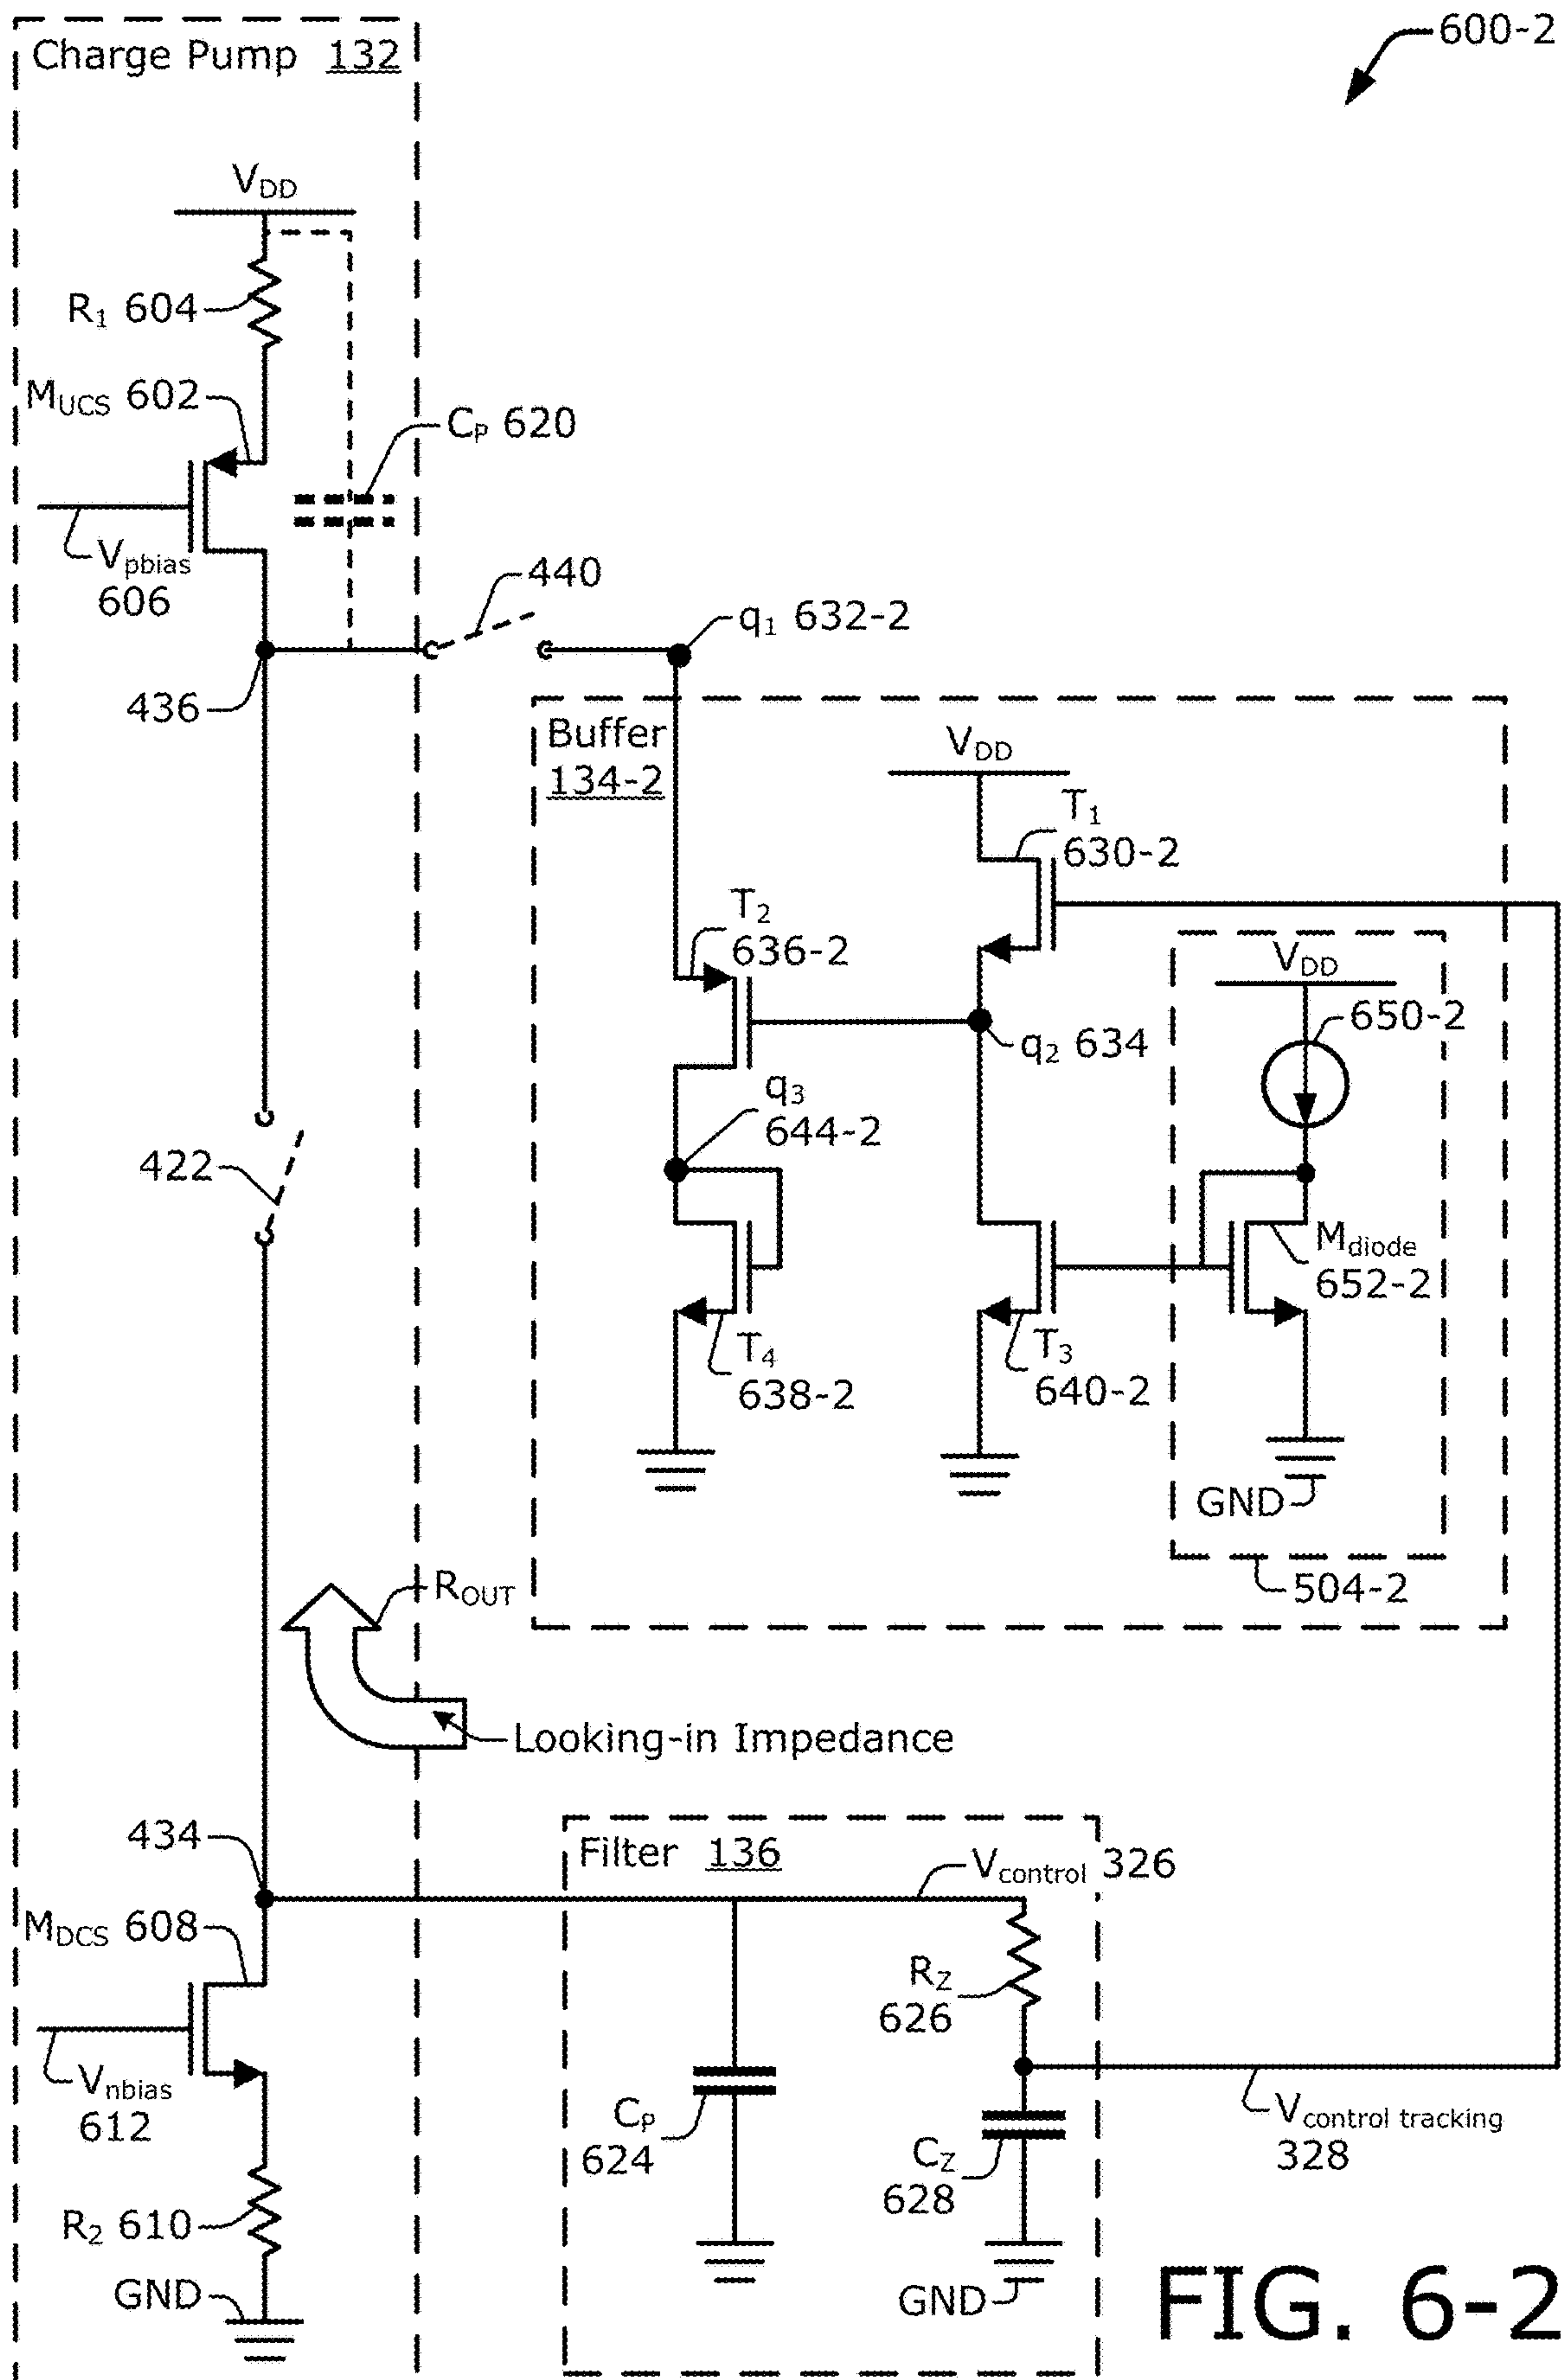 600-2
Charge Pump 132
VDD
R1 604
MUCS 602
CP 620
Vpbias
606
440
q1 632-2
436
Buffer
134-2
VDD
T1
630-2
T2
636-2
VDD
650-2
q2 634
q3
644-2
422
Mdiode
652-2
T4
638-2
T3
640-2
GND
504-2
ROUT
Looking-in Impedance
434
Filter 136
Vcontrol 326
MDCS 608
RZ
626
Vnbias
612
CP
624
CZ
628
Vcontrol tracking
328
R2 610
GND
GND
FIG. 6-2